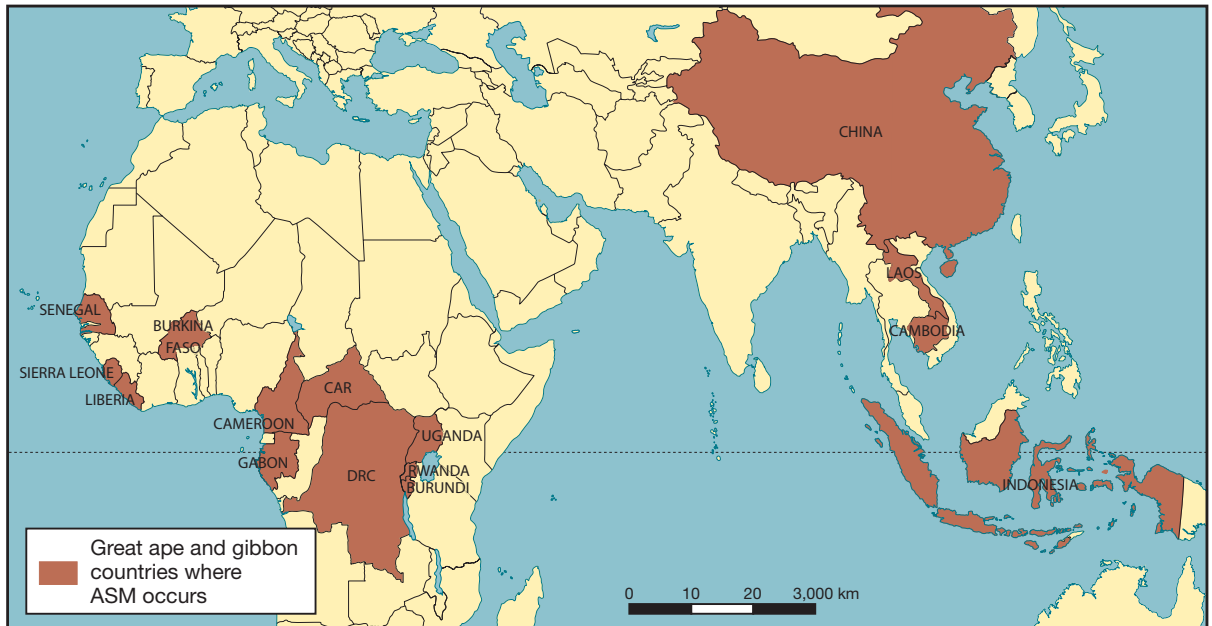 CHINA
LAOS
CAMBODIA
SENEGAL
BURKINA
FASO
SIERRA LEONE
LIBERIA
CAR
CAMEROON
UGANDA
GABON
DRC
RWANDA
BURUNDI
INDONESIA
Great ape and gibbon
countries where
ASM occurs
0 10 20 3,000 km